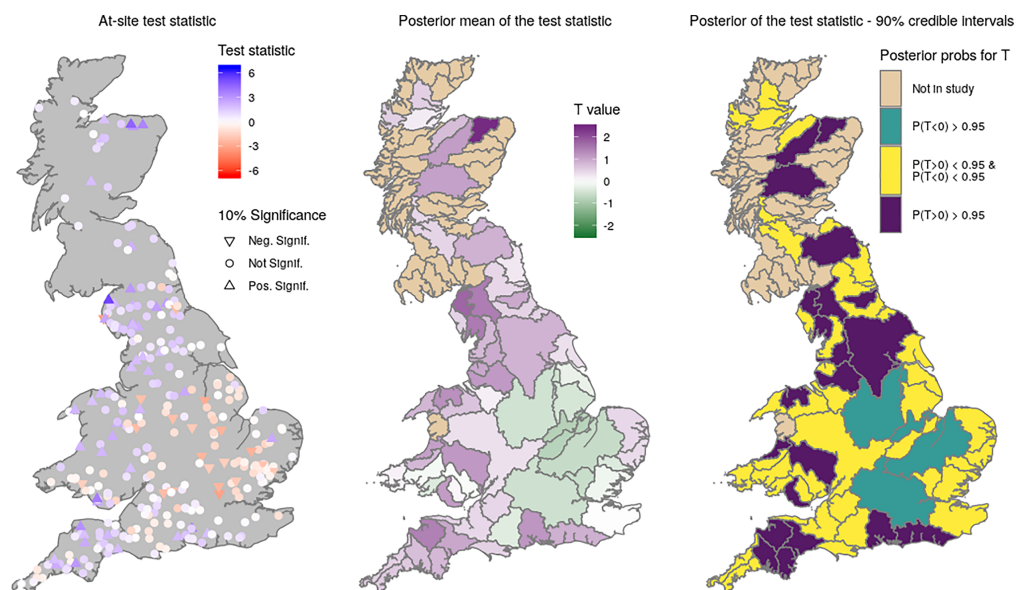 At-site test statistic
Test statistic
6
3
0
-3
-6
10% Significance
Neg. Signif.
Not Signif.
Pos. Signif.
Posterior mean of the test statistic
T value
2
1
0
-1
-2
Posterior of the test statistic - 90% credible intervals
Posterior probs for T
Not in study
P(T<0) > 0.95
P(T>0) < 0.95 &
P(T<0) < 0.95
P(T>0) > 0.95